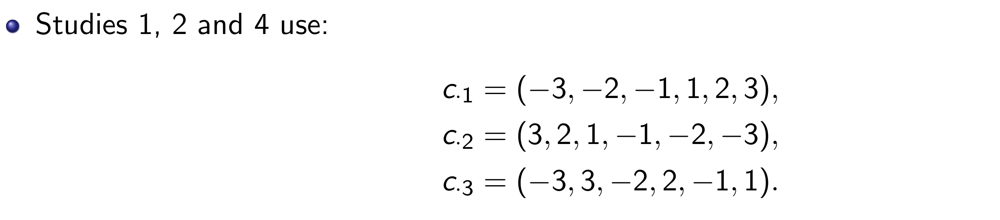 Studies 1, 2 and 4 use:
c.₁ = (−3, −2, −1, 1, 2, 3),
c.₂ = (3, 2, 1, −1, −2, −3),
c.₃ = (−3, 3, −2, 2, −1, 1).